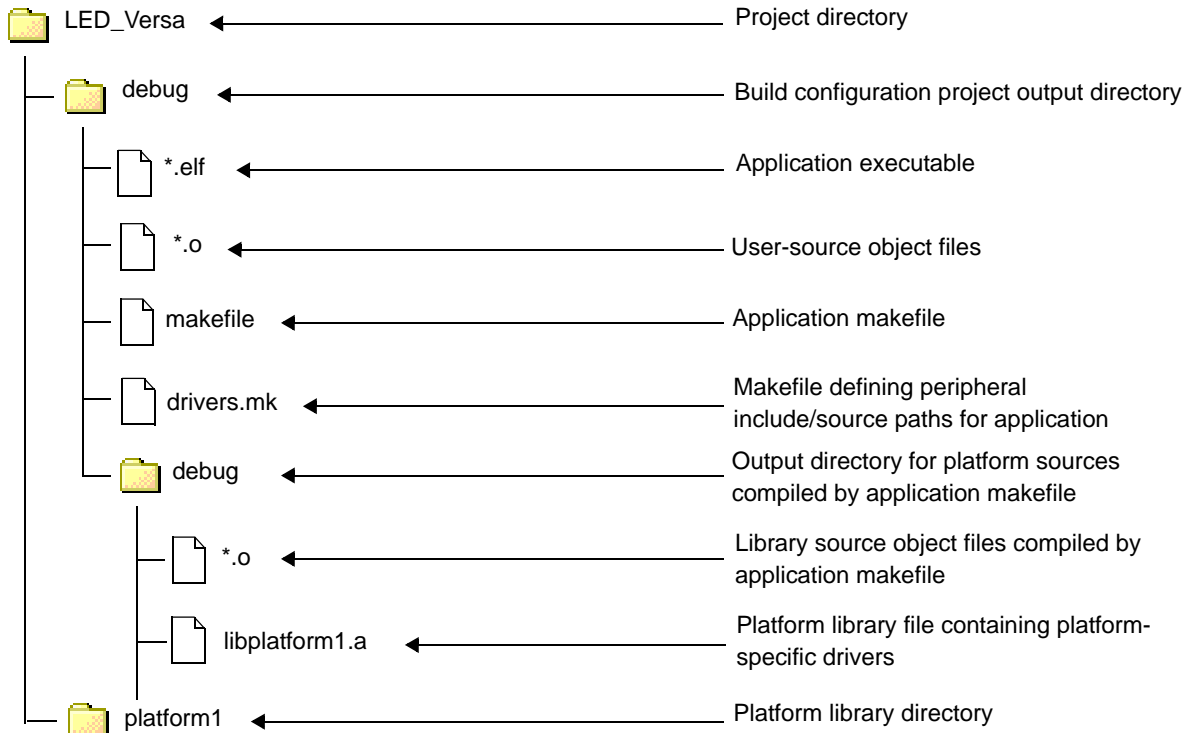 LED_Versa
Project directory
debug
Build configuration project output directory
*.elf
Application executable
*.o
User-source object files
makefile
Application makefile
drivers.mk
Makefile defining peripheral
include/source paths for application
debug
Output directory for platform sources
compiled by application makefile
*.o
Library source object files compiled by
application makefile
libplatform1.a
Platform library file containing platform-
specific drivers
platform1
Platform library directory